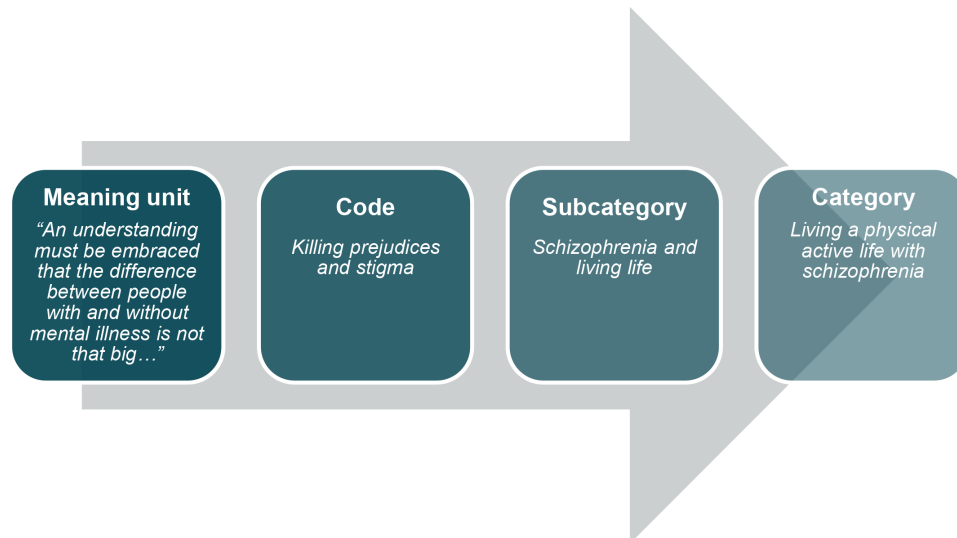 Meaning unit
“An understanding
must be embraced
that the difference
between people
with and without
mental illness is not
that big…”
Code
Killing prejudices
and stigma
Subcategory
Schizophrenia and
living life
Category
Living a physical
active life with
schizophrenia